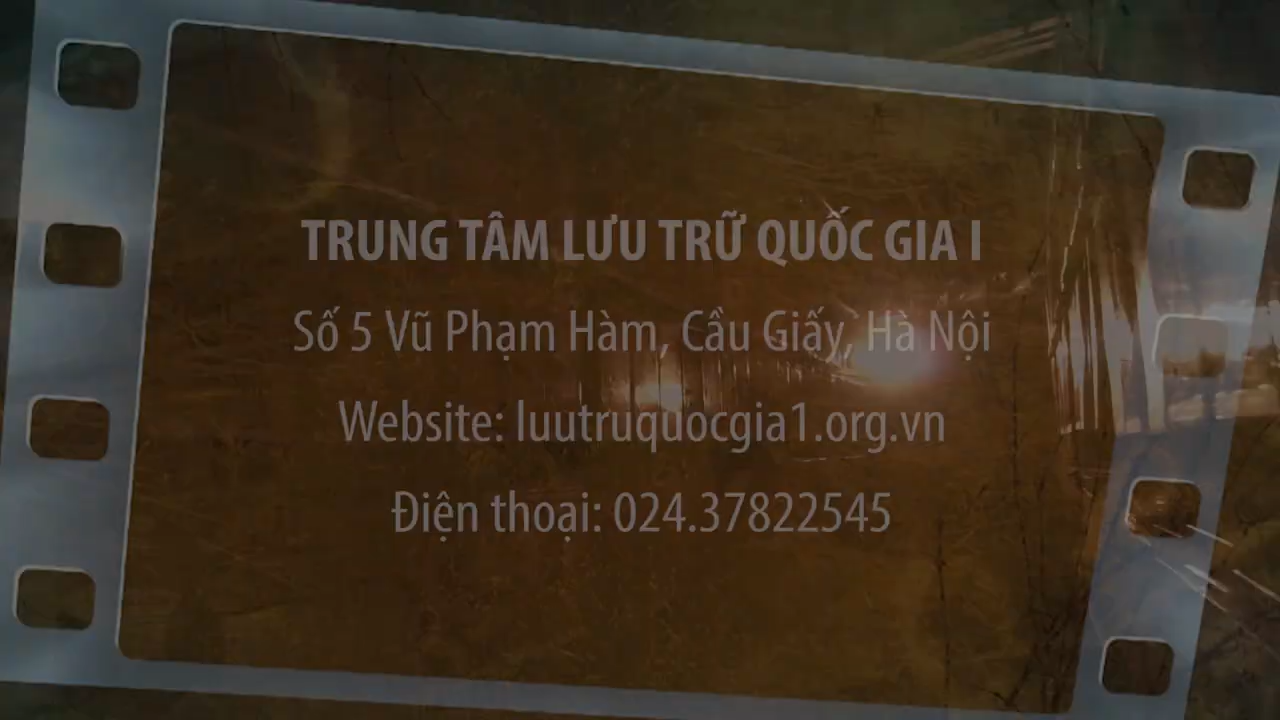 TRUNG TÂM LƯU TRỮ QUỐC GIA I
Số 5 Vũ Phạm Hàm, Cầu Giấy, Hà Nội
Website: luutruquocgia1.org.vn
Điện thoại: 024.37822545